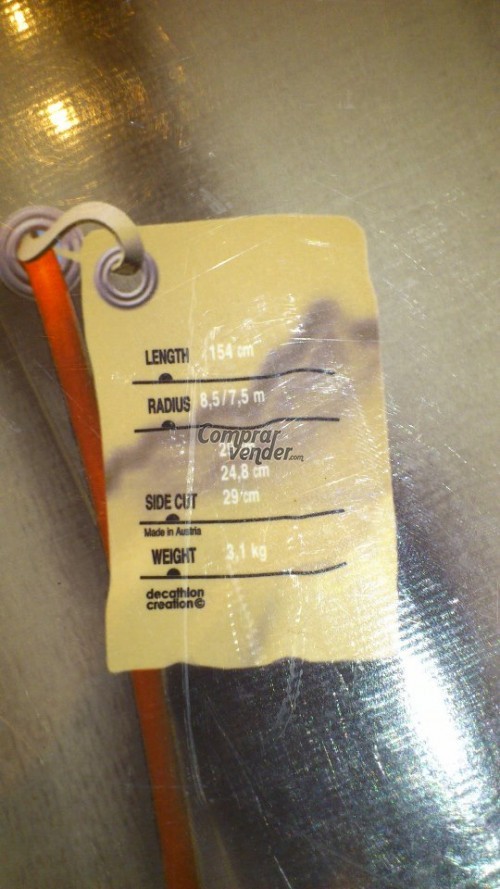 LENGTH 154 cm
RADIUS 8,5/7,5 m
Comprar
Vender.com
24,8 cm
SIDE CUT 29 cm
Made in Austria
WEIGHT 3,1 kg
decathlon
creation©